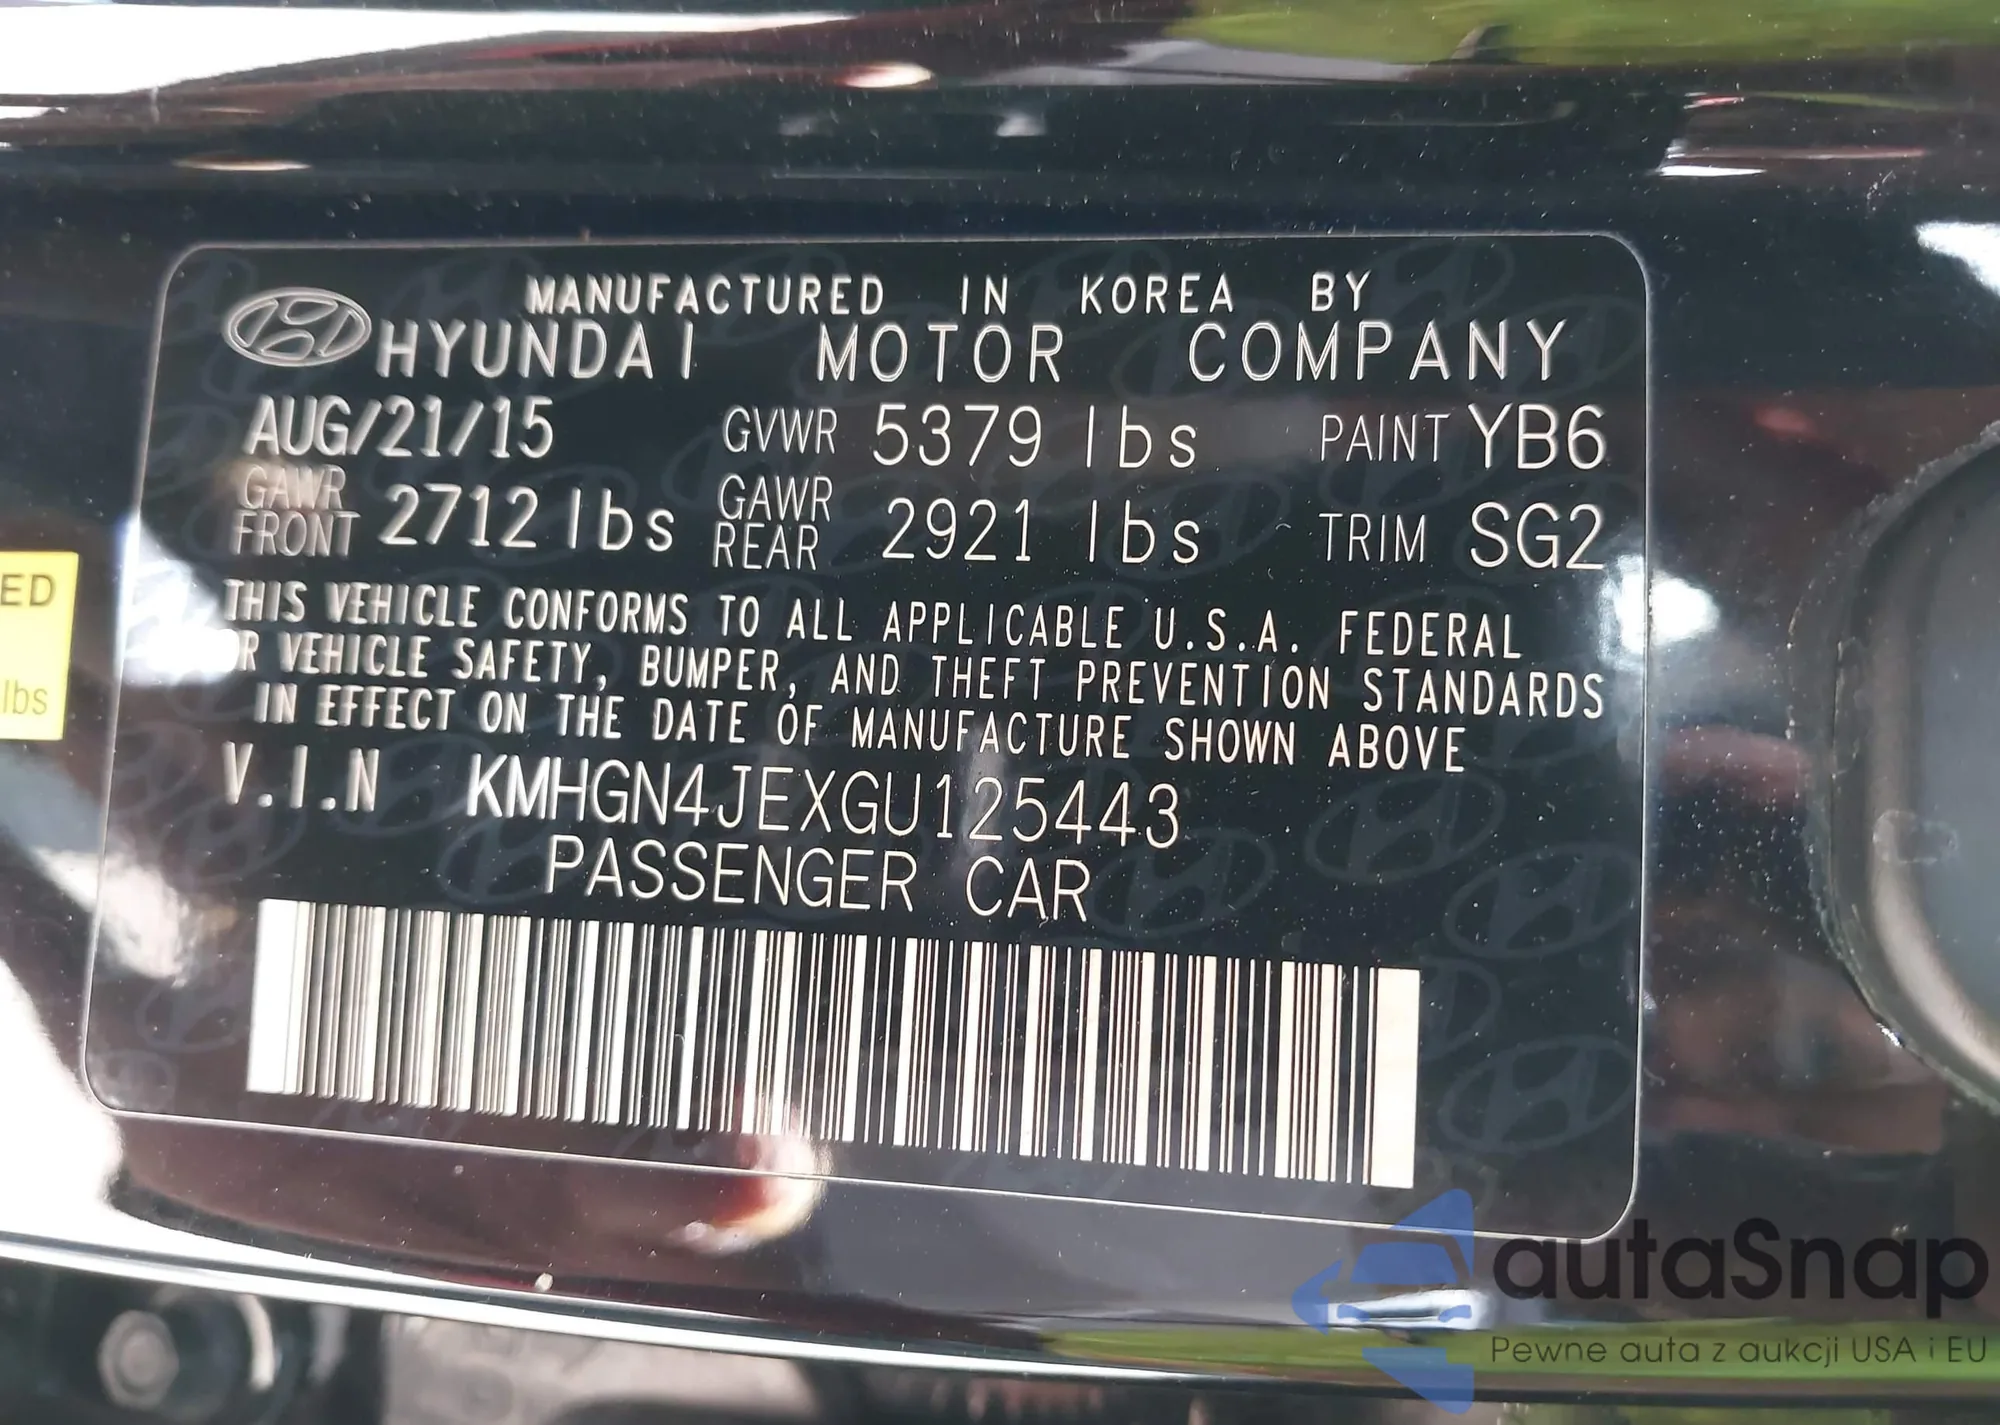 MANUFACTURED IN KOREA BY
HYUNDAI MOTOR COMPANY
AUG/21/15 GVWR 5379 lbs PAINT YB6
GAWR FRONT 2712 lbs GAWR REAR 2921 lbs TRIM SG2
THIS VEHICLE CONFORMS TO ALL APPLICABLE U.S.A. FEDERAL
VEHICLE SAFETY, BUMPER, AND THEFT PREVENTION STANDARDS
IN EFFECT ON THE DATE OF MANUFACTURE SHOWN ABOVE
V.I.N KMHGN4JEXGU125443
PASSENGER CAR
ED
lbs
autaSnap
Pewne auta z aukcji USA i EU